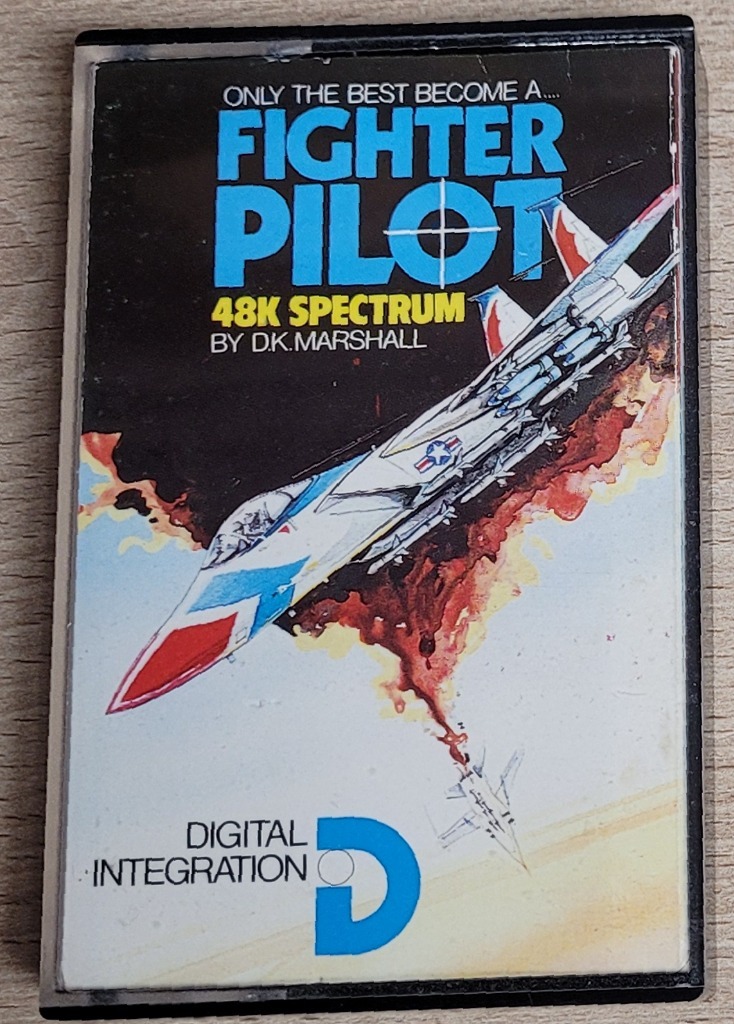 ONLY THE BEST BECOME A....
FIGHTER
PILOT
48K SPECTRUM
BY D.K.MARSHALL
DIGITAL
INTEGRATION
D